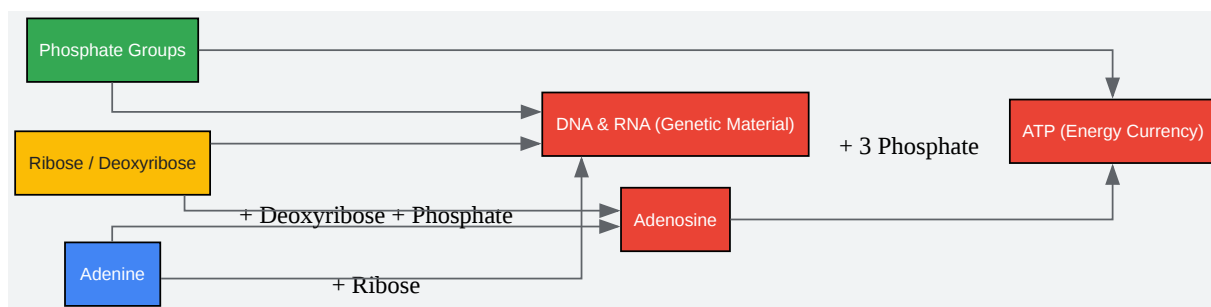 Phosphate Groups
DNA & RNA (Genetic Material)
ATP (Energy Currency)
+ 3 Phosphate
Ribose / Deoxyribose
+ Deoxyribose + Phosphate
Adenosine
Adenine
+ Ribose